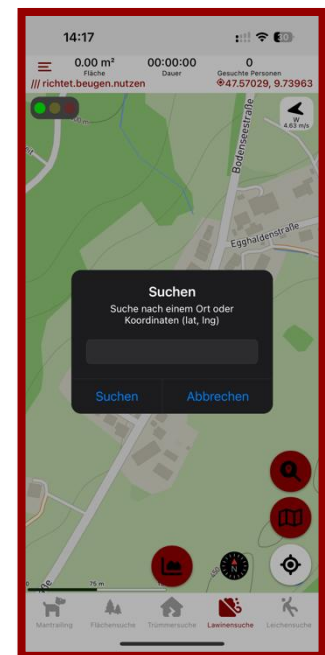 14:17
0.00 m² 00:00:00 0
Fläche Dauer Gesuchte Personen
/// richtet.beugen.nutzen 47.57029, 9.73963
W
4.63 m/s
Bodenseestraße
Egghaldenstraße
Suchen
Suche nach einem Ort oder
Koordinaten (lat, lng)
Suchen Abbrechen
N
75 m
Mantrailing Flächensuche Trümmersuche Lawinensuche Leichensuche